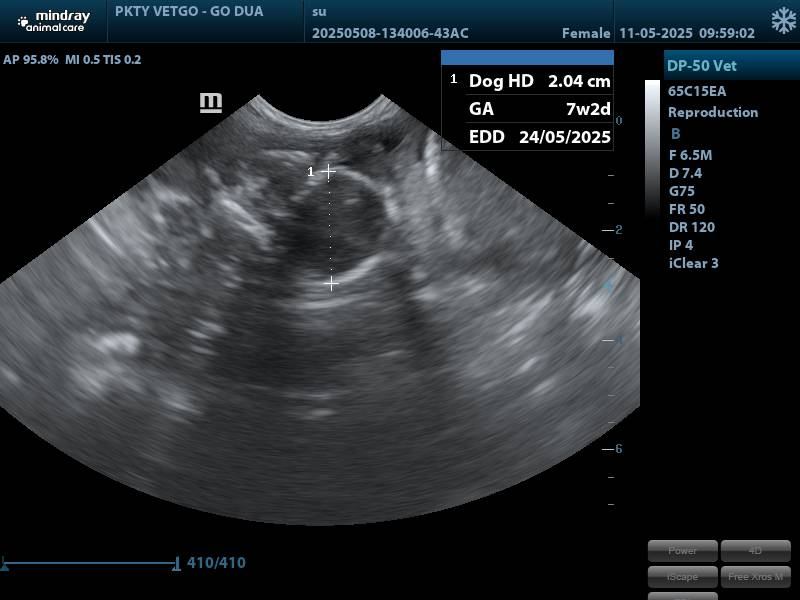 mindray
animal care
PKTY VETGO - GO DUA
su
20250508-134006-43AC
Female
11-05-2025 09:59:02
AP 95.8% MI 0.5 TIS 0.2
m
1 Dog HD 2.04 cm
GA 7w2d
EDD 24/05/2025
DP-50 Vet
65C15EA
Reproduction
B
F 6.5M
D 7.4
G75
FR 50
DR 120
IP 4
iClear 3
0
1
2
4
6
410/410
Power
4D
iScape
Free Xros M